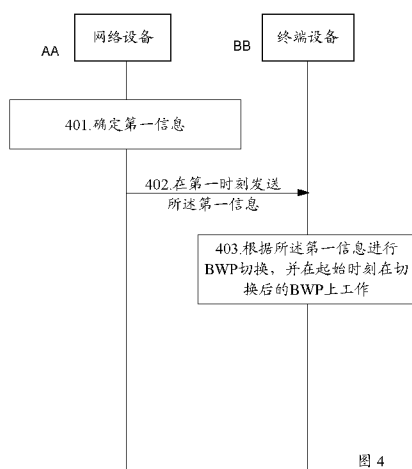 网络设备
终端设备
AA
BB
401.确定第一信息
402.在第一时刻发送
所述第一信息
403.根据所述第一信息进行
BWP切换，并在起始时刻在切
换后的BWP上工作
图 4